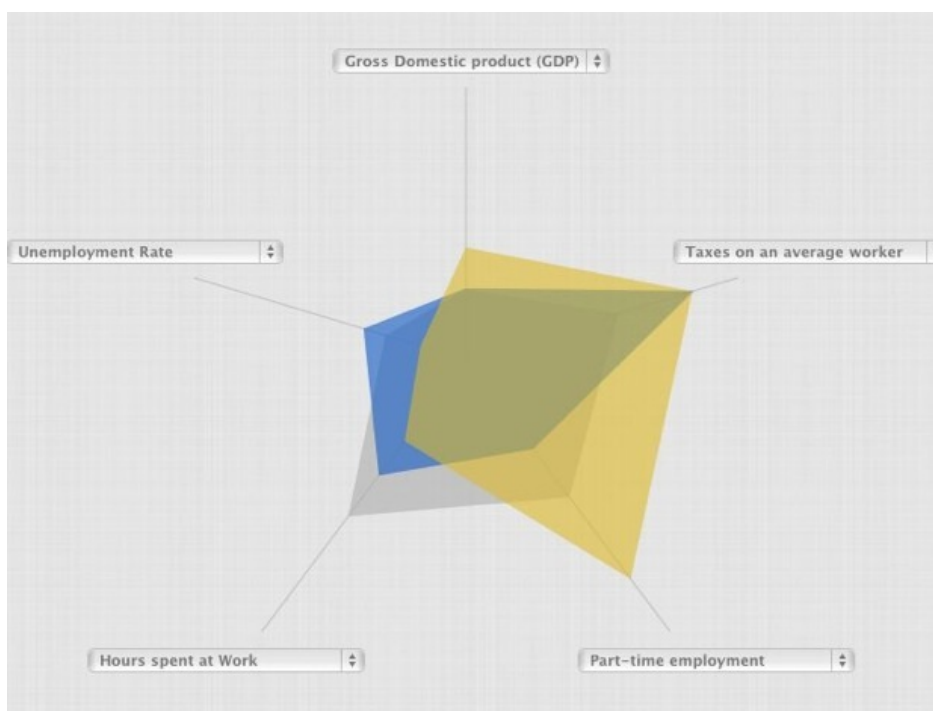 Gross Domestic product (GDP)
Unemployment Rate
Taxes on an average worker
Hours spent at Work
Part-time employment